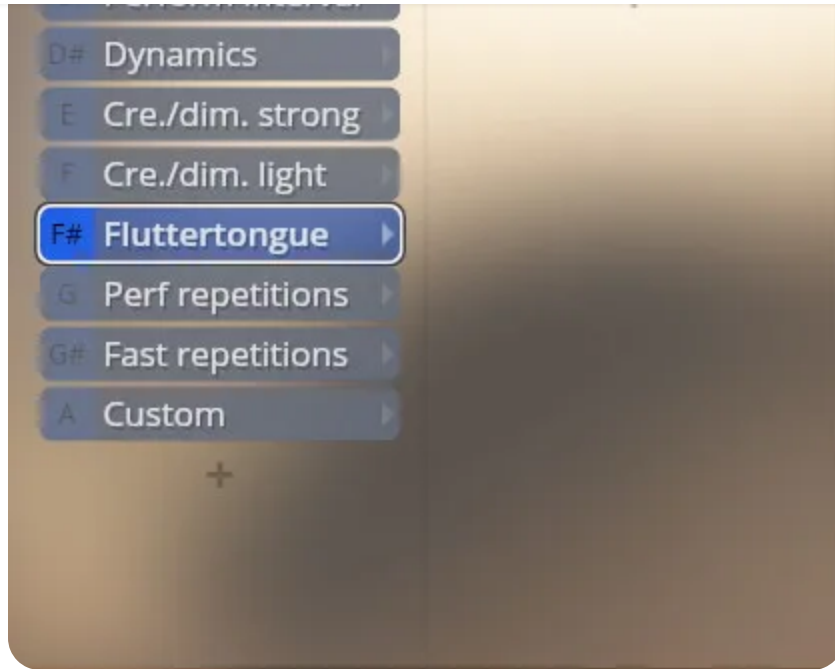 D# Dynamics
E Cre./dim. strong
F Cre./dim. light
F# Fluttertongue
G Perf repetitions
G# Fast repetitions
A Custom
+